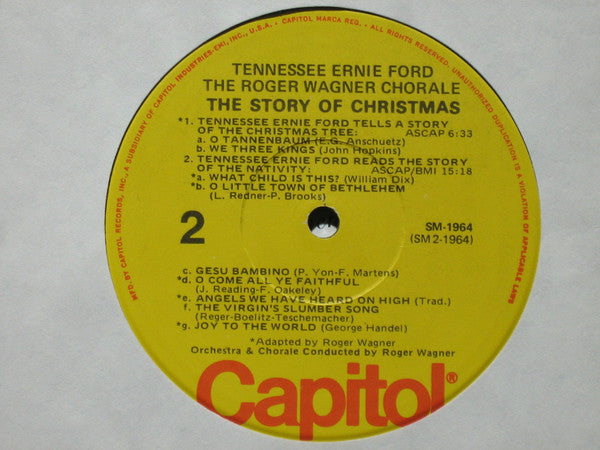 MFD. BY CAPITOL RECORDS, INC., A SUBSIDIARY OF CAPITOL INDUSTRIES-EMI, INC., U.S.A. • CAPITOL MARCA REG. • ALL RIGHTS RESERVED. UNAUTHORIZED DUPLICATION IS A VIOLATION OF APPLICABLE LAWS
TENNESSEE ERNIE FORD
THE ROGER WAGNER CHORALE
THE STORY OF CHRISTMAS
*1. TENNESSEE ERNIE FORD TELLS A STORY
OF THE CHRISTMAS TREE: ASCAP 6:33
a. O TANNENBAUM (E.G. Anschuetz)
b. WE THREE KINGS (John Hopkins)
2. TENNESSEE ERNIE FORD READS THE STORY
OF THE NATIVITY: ASCAP/BMI 15:18
*a. WHAT CHILD IS THIS? (William Dix)
*b. O LITTLE TOWN OF BETHLEHEM
(L. Redner-P. Brooks)
2
SM-1964
(SM2-1964)
c. GESU BAMBINO (P. Yon-F. Martens)
*d. O COME ALL YE FAITHFUL
(J. Reading-F. Oakeley)
*e. ANGELS WE HAVE HEARD ON HIGH (Trad.)
f. THE VIRGIN'S SLUMBER SONG
(Reger-Boelitz-Teschemacher)
*g. JOY TO THE WORLD (George Handel)
*Adapted by Roger Wagner
Orchestra & Chorale Conducted by Roger Wagner
Capitol®